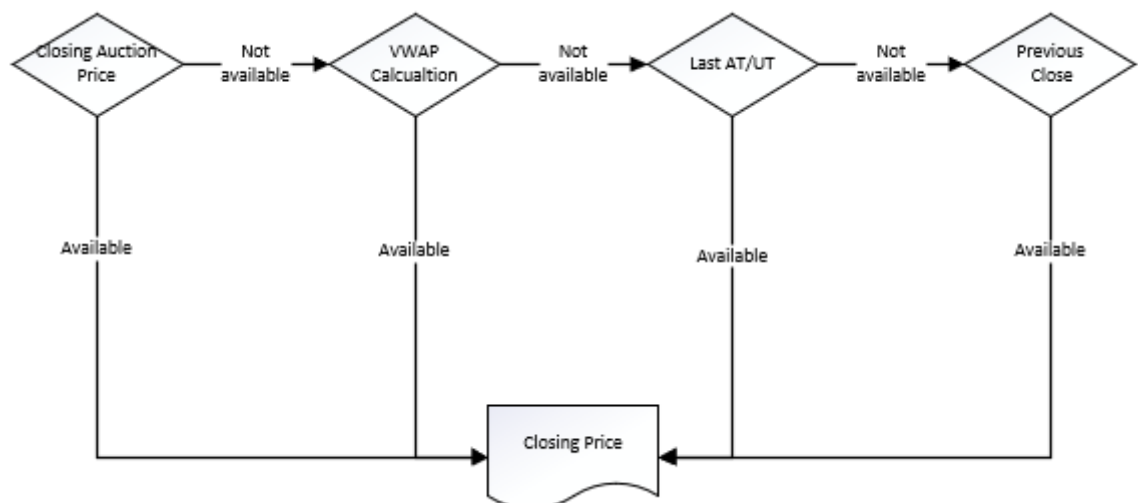 Closing Auction
Price
Not
available
VWAP
Calcualtion
Not
available
Last AT/UT
Not
available
Previous
Close
Available
Available
Available
Available
Closing Price